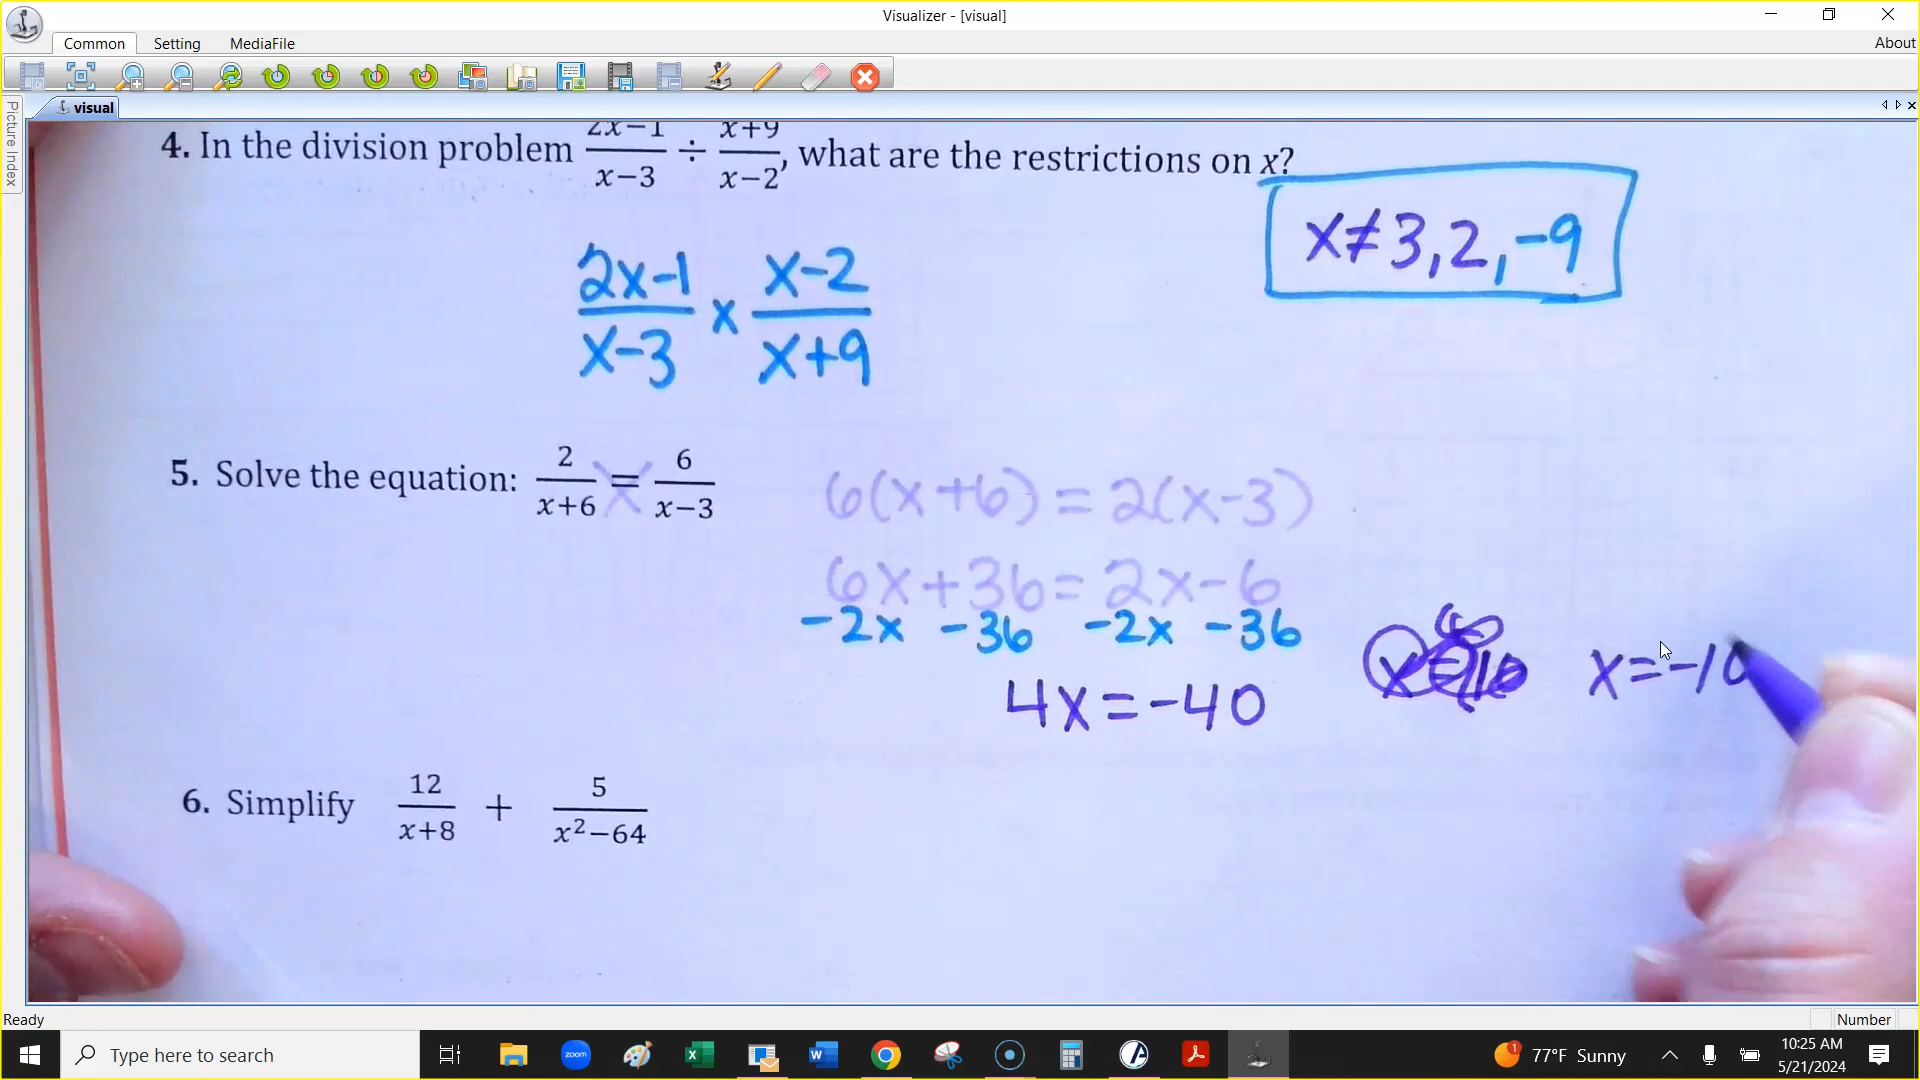 Visualizer - [visual]
Common Setting MediaFile About
Picture Index
visual
4. In the division problem (2x−1)/(x−3) ÷ (x+9)/(x−2), what are the restrictions on x?
x≠3,2,-9
(2x-1)/(x-3) x (x-2)/(x+9)
5. Solve the equation: 2/(x+6) = 6/(x−3)
6(x+6) = 2(x-3)
6x+36 = 2x-6
-2x -36 -2x -36
4x = -40
x=-10
6. Simplify 12/(x+8) + 5/(x²−64)
Ready
Number
Type here to search
zoom
77°F Sunny
10:25 AM
5/21/2024